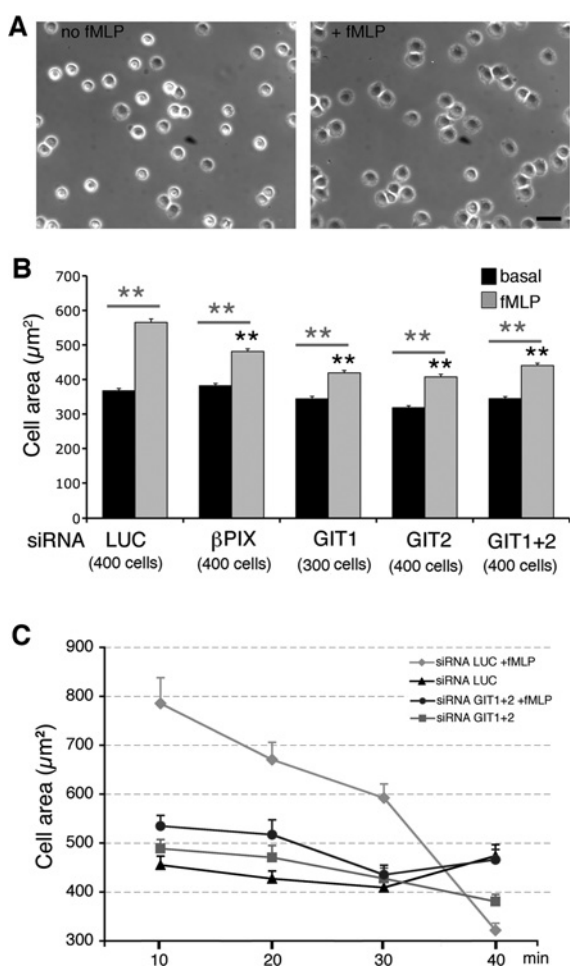 A
no fMLP
+ fMLP
B
Cell area (µm²)
700
600
500
400
300
200
100
0
basal
fMLP
**
**
**
**
**
**
**
**
**
siRNA LUC βPIX GIT1 GIT2 GIT1+2
(400 cells) (400 cells) (300 cells) (400 cells) (400 cells)
C
Cell area (µm²)
900
800
700
600
500
400
300
siRNA LUC +fMLP
siRNA LUC
siRNA GIT1+2 +fMLP
siRNA GIT1+2
10 20 30 40 min